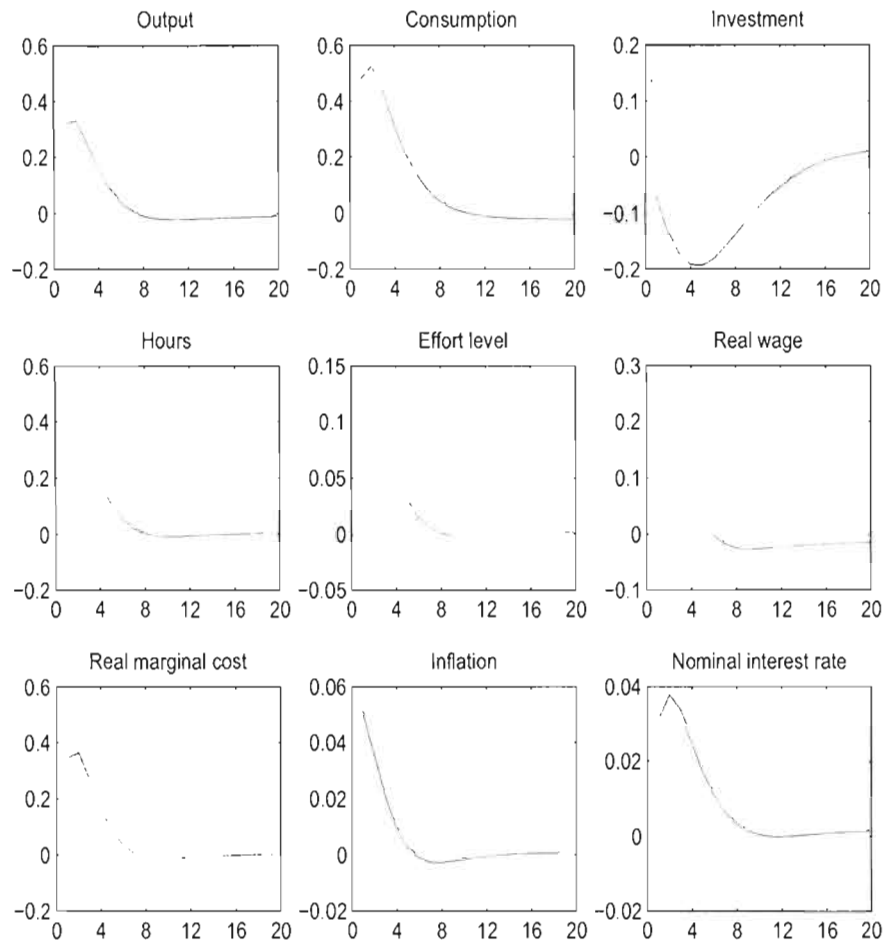 Output Consumption Investment
0.6 0.6 0.2
0.4 0.4 0.1
0.2 0.2 0
0 0 −0.1
−0.2 −0.2 −0.2
0 4 8 12 16 20 0 4 8 12 16 20 0 4 8 12 16 20
Hours Effort level Real wage
0.6 0.15 0.3
0.4 0.1 0.2
0.2 0.05 0.1
0 0 0
−0.2 −0.05 −0.1
0 4 8 12 16 20 0 4 8 12 16 20 0 4 8 12 16 20
Real marginal cost Inflation Nominal interest rate
0.6 0.06 0.04
0.4 0.04 0.02
0.2 0.02 0
0 0 −0.02
−0.2 −0.02
0 4 8 12 16 20 0 4 8 12 16 20 0 4 8 12 16 20